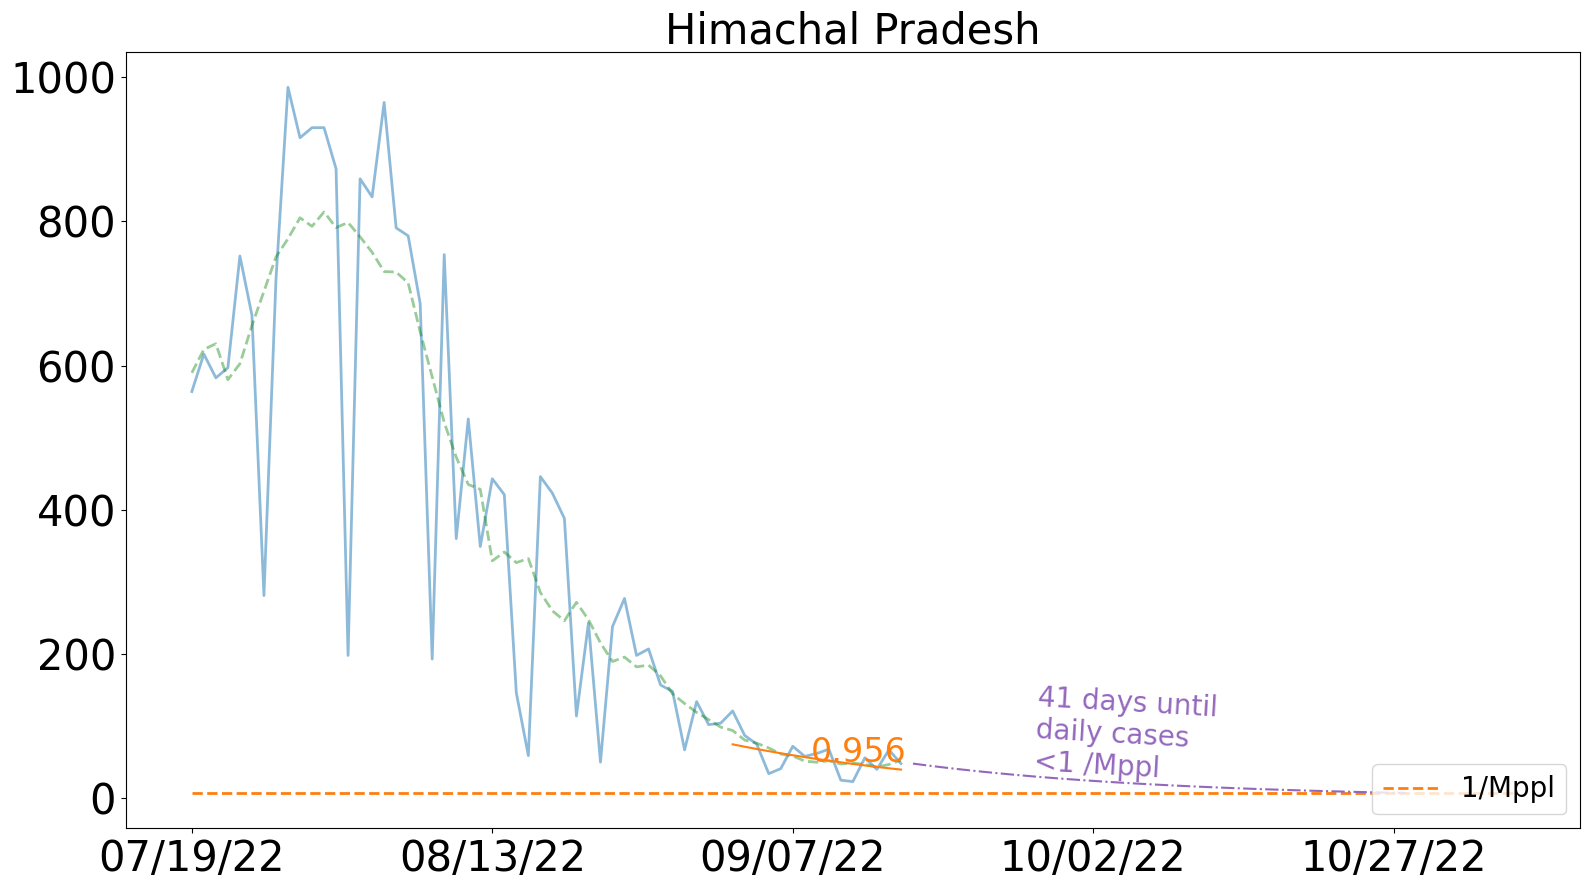 Himachal Pradesh
1000
800
600
400
200
0
0.956
41 days until
daily cases
<1 /Mppl
1/Mppl
07/19/22
08/13/22
09/07/22
10/02/22
10/27/22